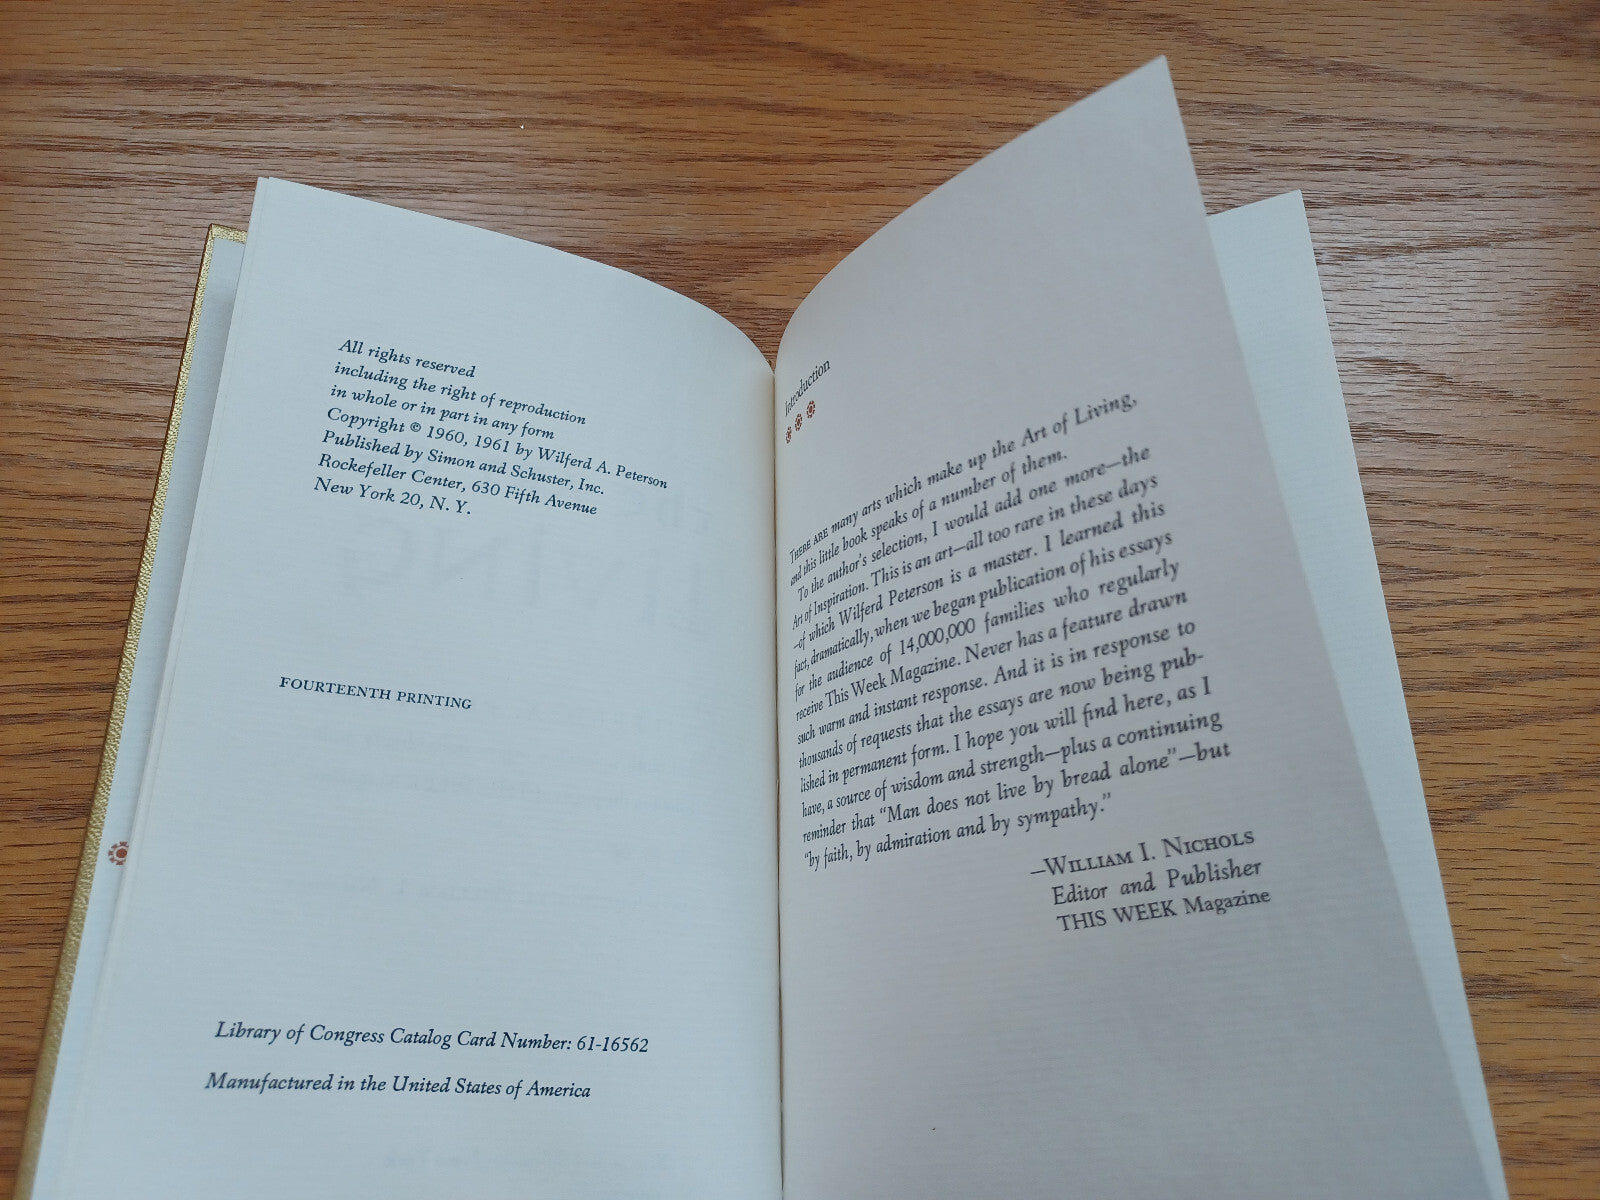 All rights reserved
including the right of reproduction
in whole or in part in any form
Copyright © 1960, 1961 by Wilferd A. Peterson
Published by Simon and Schuster, Inc.
Rockefeller Center, 630 Fifth Avenue
New York 20, N. Y.
FOURTEENTH PRINTING
Library of Congress Catalog Card Number: 61-16562
Manufactured in the United States of America
Introduction
THERE ARE many arts which make up the Art of Living,
and this little book speaks of a number of them.
To the author's selection, I would add one more—the
Art of Inspiration. This is an art—all too rare in these days
—of which Wilferd Peterson is a master. I learned this
fact, dramatically, when we began publication of his essays
for the audience of 14,000,000 families who regularly
receive This Week Magazine. Never has a feature drawn
such warm and instant response. And it is in response to
thousands of requests that the essays are now being pub-
lished in permanent form. I hope you will find here, as I
have, a source of wisdom and strength—plus a continuing
reminder that "Man does not live by bread alone"—but
"by faith, by admiration and by sympathy."
—WILLIAM I. NICHOLS
Editor and Publisher
THIS WEEK Magazine